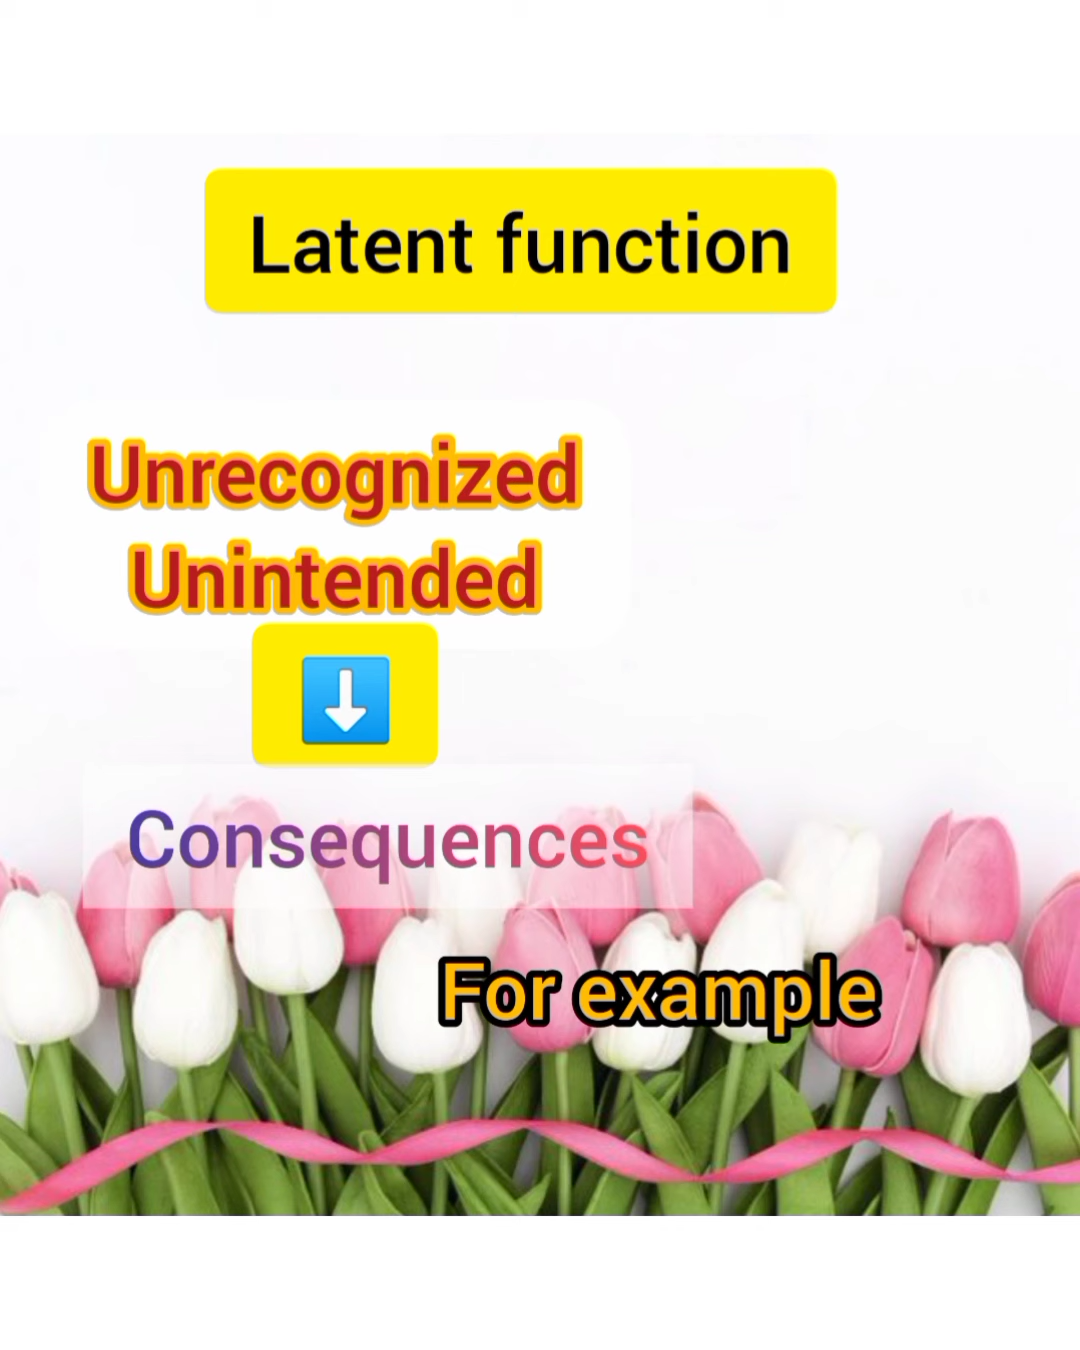 Latent function
Unrecognized
Unintended
⬇️
Consequences
For example